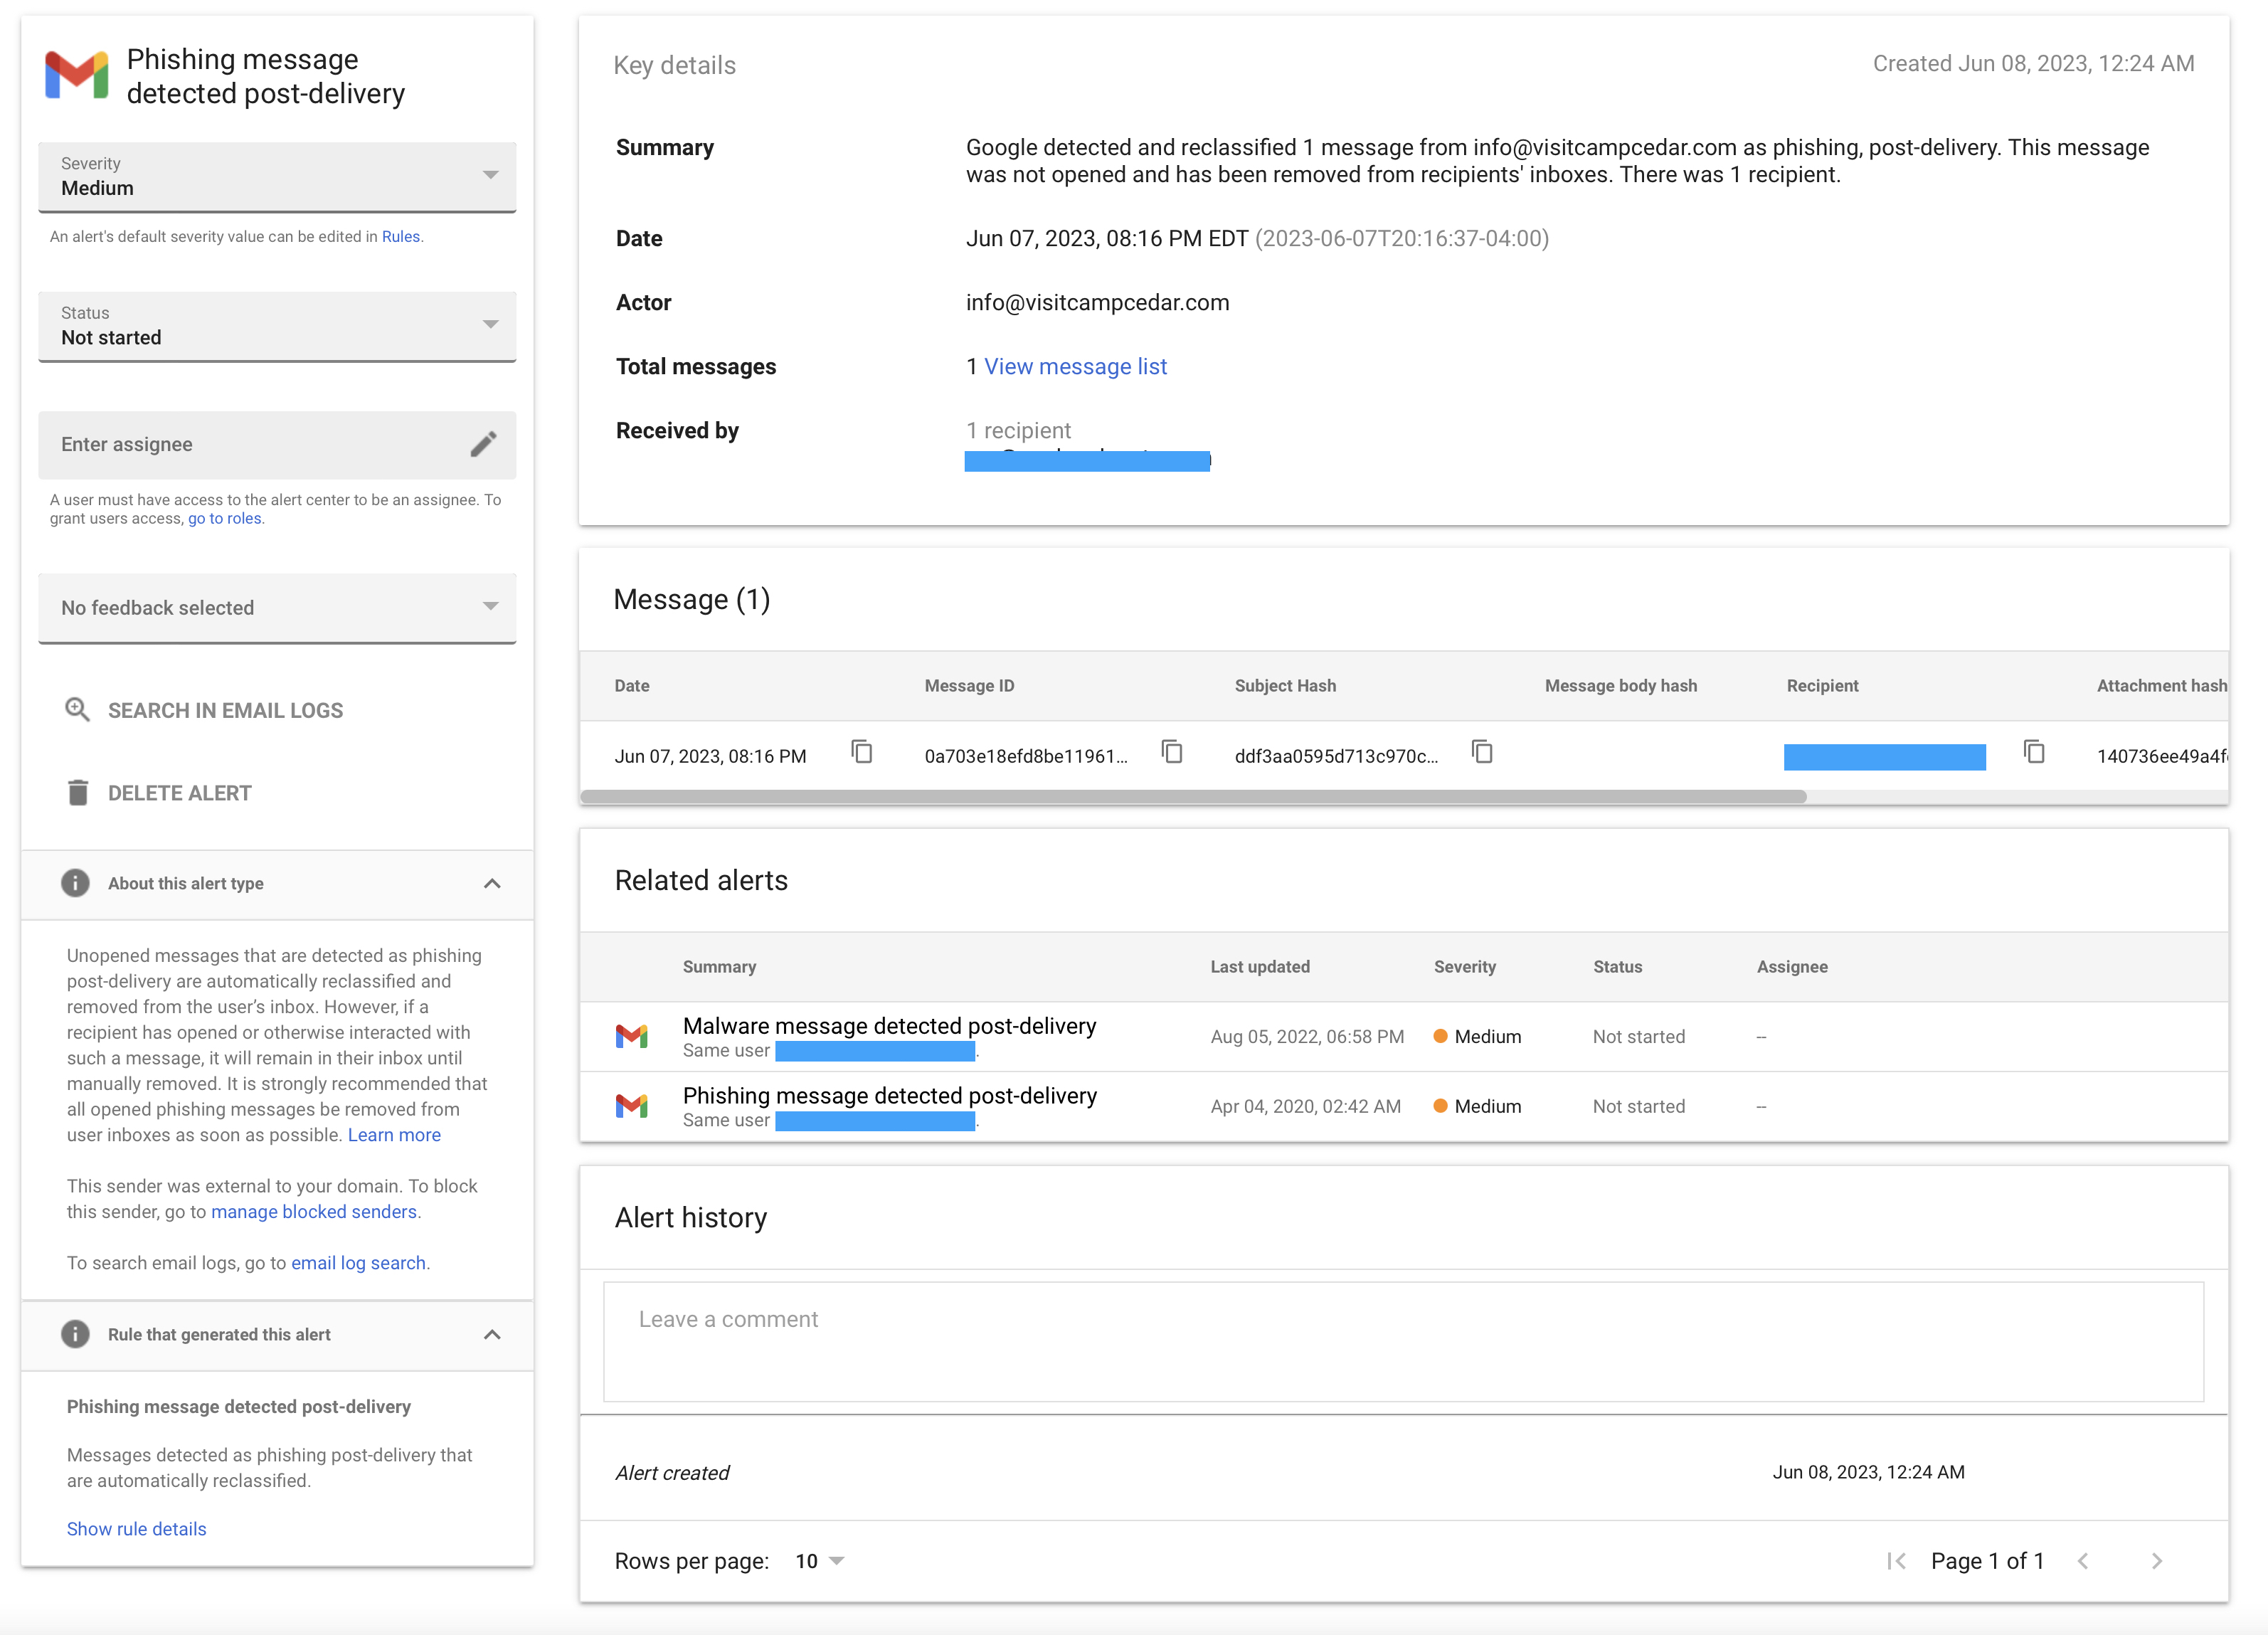 Phishing message
detected post-delivery
Severity
Medium
An alert's default severity value can be edited in Rules.
Status
Not started
Enter assignee
A user must have access to the alert center to be an assignee. To
grant users access, go to roles.
No feedback selected
SEARCH IN EMAIL LOGS
DELETE ALERT
About this alert type
Unopened messages that are detected as phishing
post-delivery are automatically reclassified and
removed from the user’s inbox. However, if a
recipient has opened or otherwise interacted with
such a message, it will remain in their inbox until
manually removed. It is strongly recommended that
all opened phishing messages be removed from
user inboxes as soon as possible. Learn more
This sender was external to your domain. To block
this sender, go to manage blocked senders.
To search email logs, go to email log search.
Rule that generated this alert
Phishing message detected post-delivery
Messages detected as phishing post-delivery that
are automatically reclassified.
Show rule details
Key details Created Jun 08, 2023, 12:24 AM
Summary Google detected and reclassified 1 message from info@visitcampcedar.com as phishing, post-delivery. This message
was not opened and has been removed from recipients' inboxes. There was 1 recipient.
Date Jun 07, 2023, 08:16 PM EDT (2023-06-07T20:16:37-04:00)
Actor info@visitcampcedar.com
Total messages 1 View message list
Received by 1 recipient
Message (1)
Date Message ID Subject Hash Message body hash Recipient Attachment hash
Jun 07, 2023, 08:16 PM 0a703e18efd8be11961... ddf3aa0595d713c970c... 140736ee49a4f
Related alerts
Summary Last updated Severity Status Assignee
Malware message detected post-delivery Aug 05, 2022, 06:58 PM Medium Not started --
Same user .
Phishing message detected post-delivery Apr 04, 2020, 02:42 AM Medium Not started --
Same user .
Alert history
Leave a comment
Alert created Jun 08, 2023, 12:24 AM
Rows per page: 10 Page 1 of 1